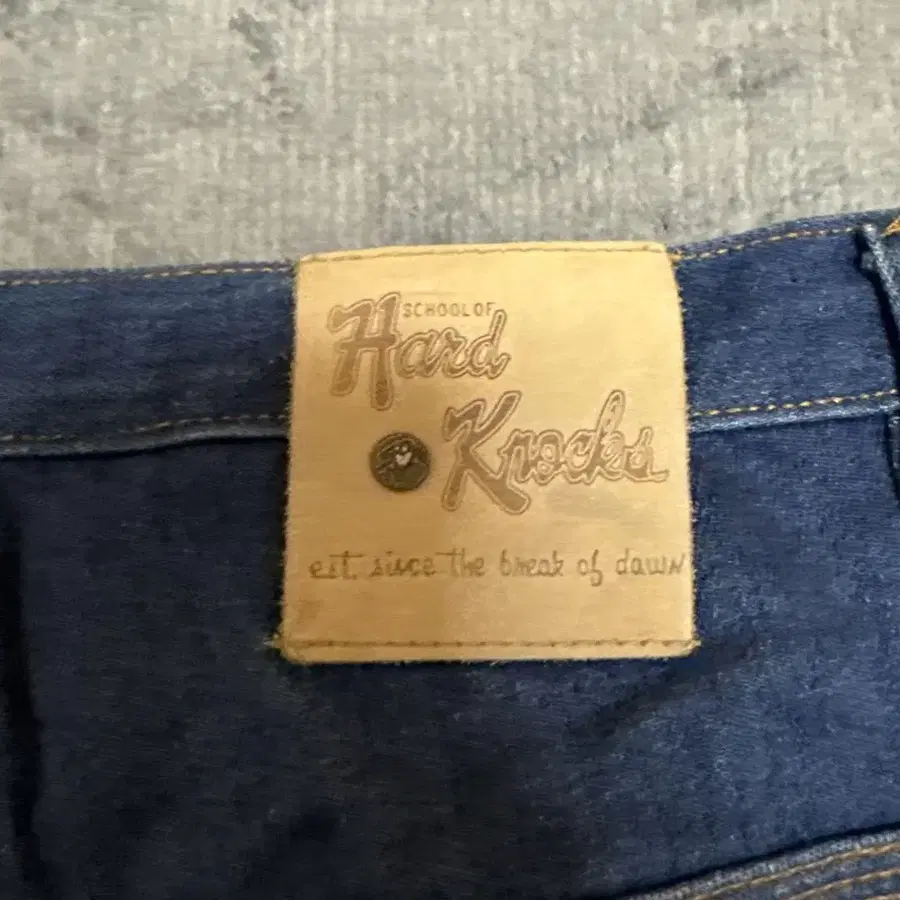 SCHOOL OF
Hard
Knocks
est. since the break of dawn